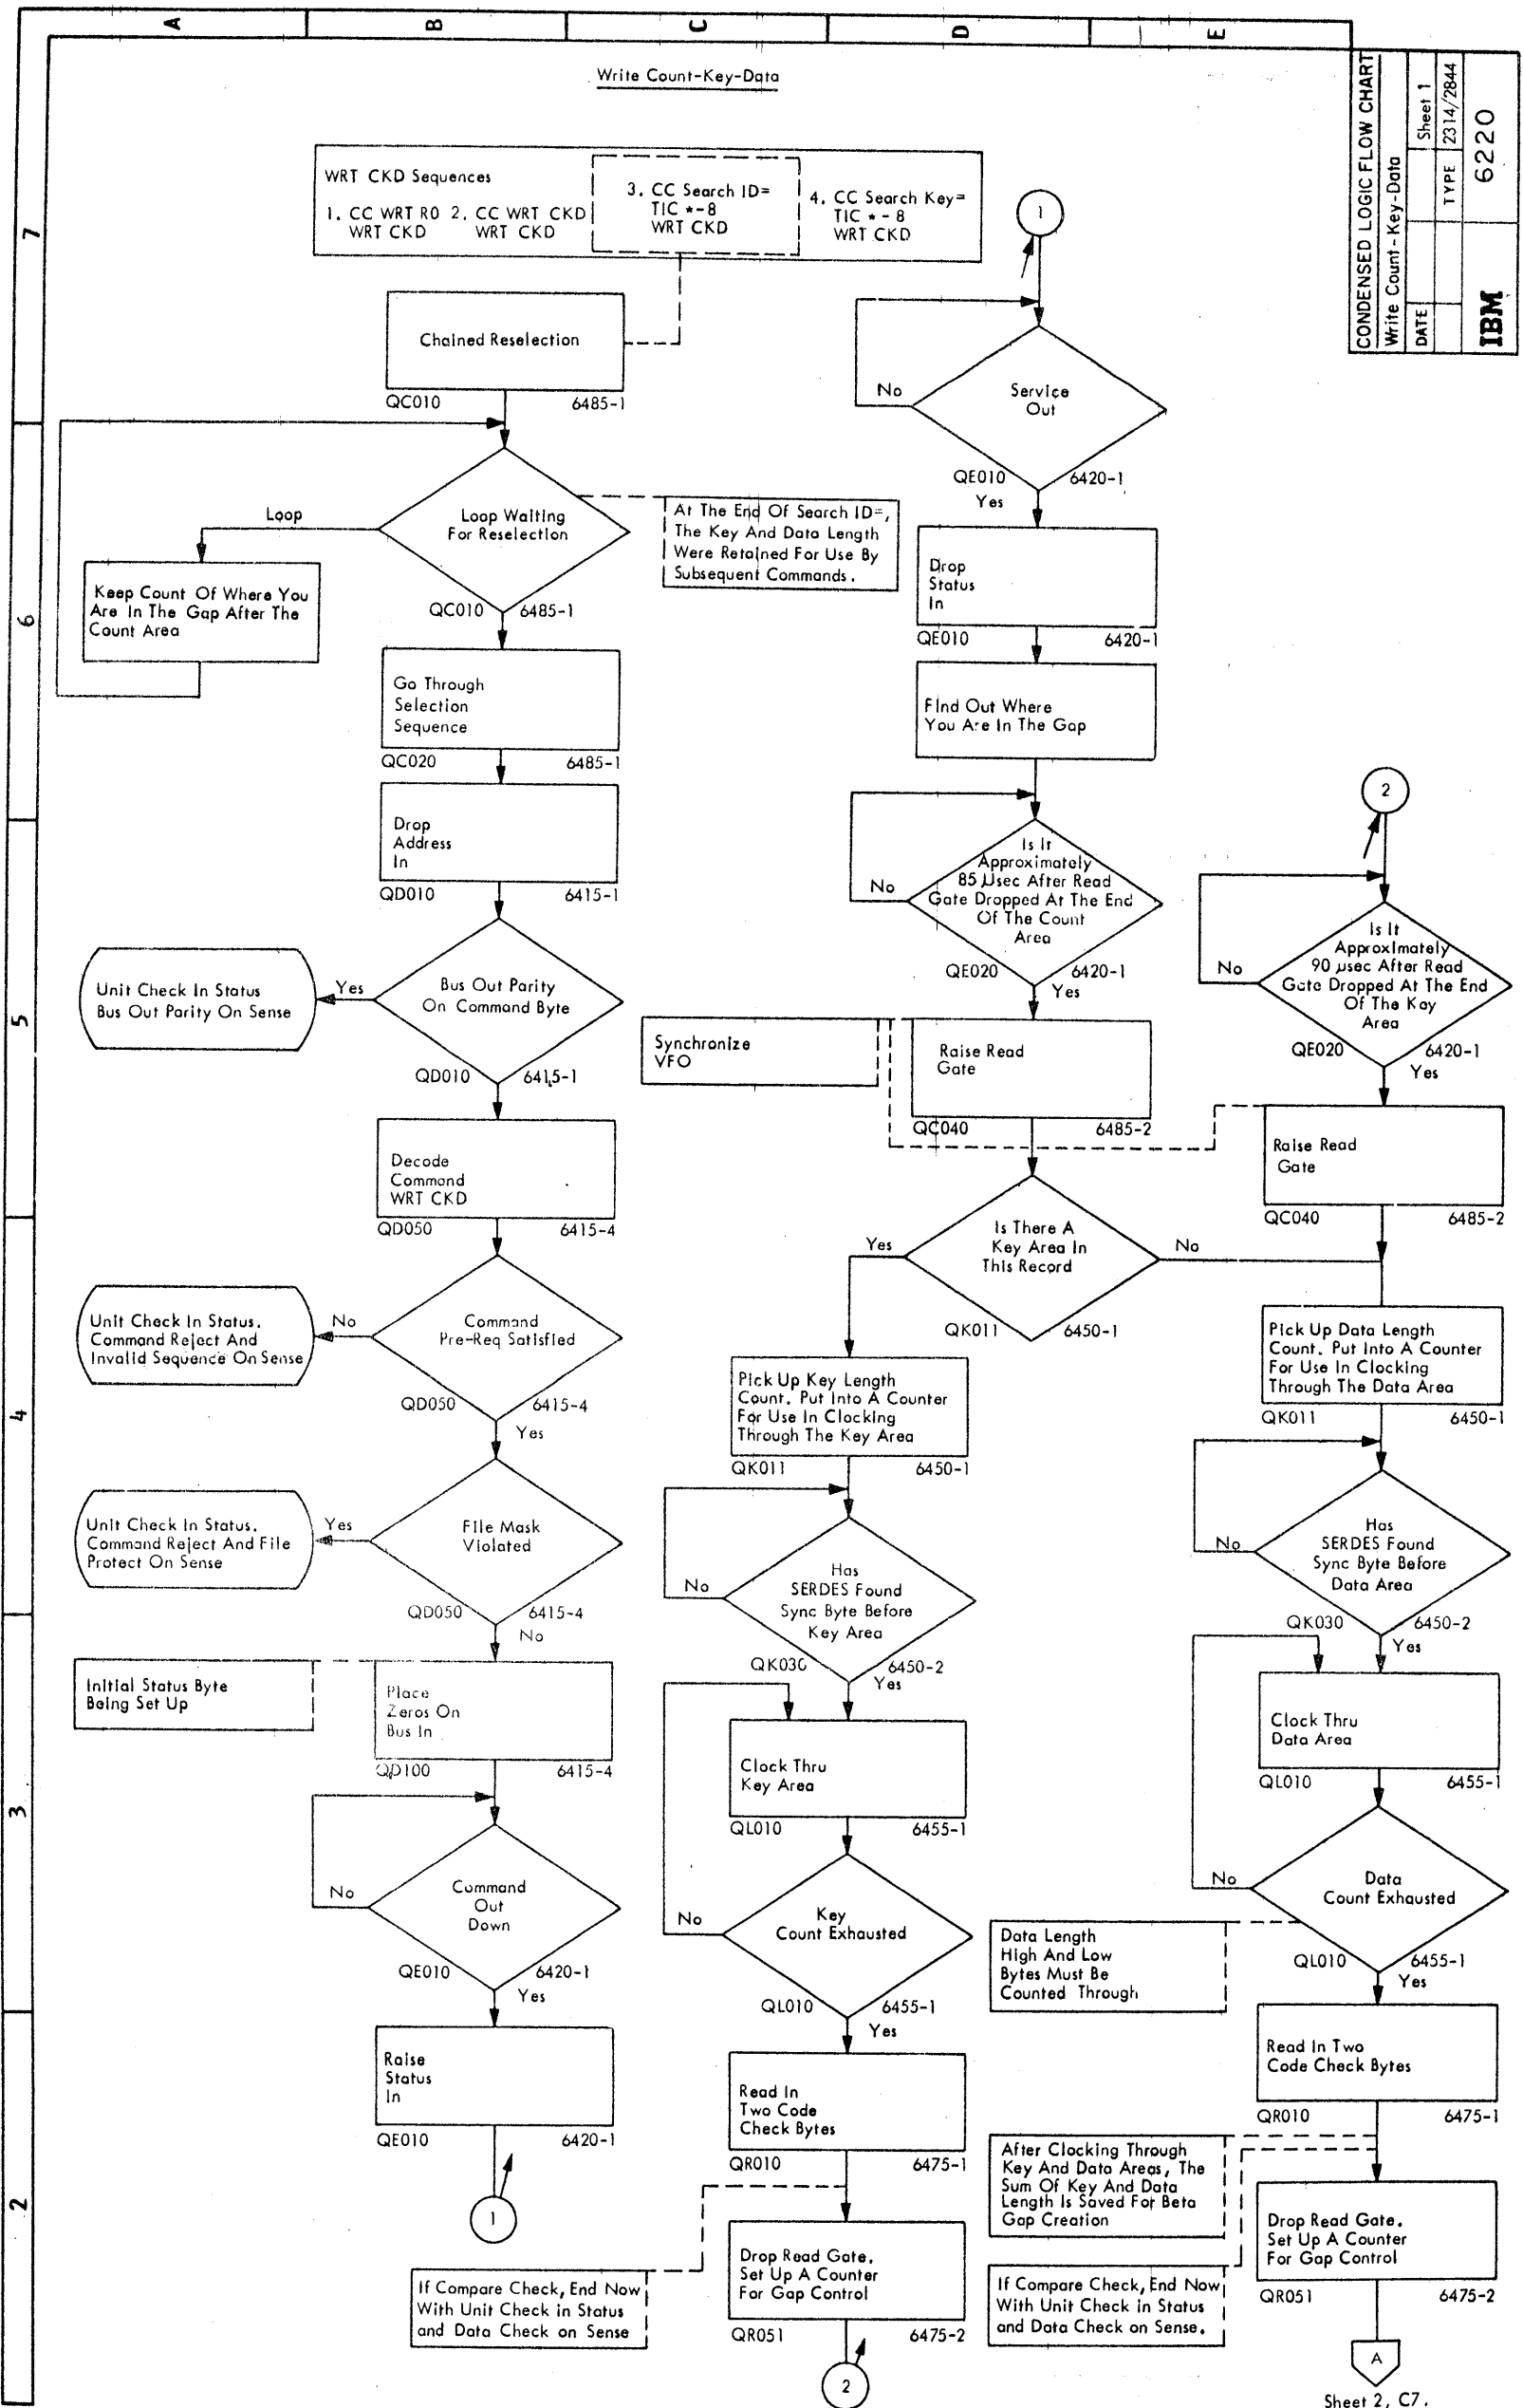 A
B
C
D
E
7
6
5
4
3
2
CONDENSED LOGIC FLOW CHART
Write Count-Key-Data
DATE
Sheet 1
TYPE
2314/2844
IBM
6220
Write Count-Key-Data
WRT CKD Sequences
1. CC WRT R0
WRT CKD
2. CC WRT CKD
WRT CKD
3. CC Search ID=
TIC *-8
WRT CKD
4. CC Search Key=
TIC *-8
WRT CKD
Chained Reselection
QC010
6485-1
Loop
Loop Waiting
For Reselection
QC010
6485-1
At The End Of Search ID=,
The Key And Data Length
Were Retained For Use By
Subsequent Commands.
Keep Count Of Where You
Are In The Gap After The
Count Area
Go Through
Selection
Sequence
QC020
6485-1
Drop
Address
In
QD010
6415-1
Unit Check In Status
Bus Out Parity On Sense
Yes
Bus Out Parity
On Command Byte
QD010
6415-1
Decode
Command
WRT CKD
QD050
6415-4
Unit Check In Status.
Command Reject And
Invalid Sequence On Sense
No
Command
Pre-Req Satisfied
QD050
6415-4
Yes
Unit Check In Status.
Command Reject And File
Protect On Sense
Yes
File Mask
Violated
QD050
6415-4
No
Initial Status Byte
Being Set Up
Place
Zeros On
Bus In
QD100
6415-4
No
Command
Out
Down
QE010
6420-1
Yes
Raise
Status
In
QE010
6420-1
1
1
No
Service
Out
QE010
6420-1
Yes
Drop
Status
In
QE010
6420-1
Find Out Where
You Are In The Gap
No
Is It
Approximately
85 μsec After Read
Gate Dropped At The End
Of The Count
Area
QE020
6420-1
Yes
Synchronize
VFO
Raise Read
Gate
QC040
6485-2
Yes
Is There A
Key Area In
This Record
No
QK011
6450-1
Pick Up Key Length
Count. Put Into A Counter
For Use In Clocking
Through The Key Area
QK011
6450-1
No
Has
SERDES Found
Sync Byte Before
Key Area
QK030
6450-2
Yes
Clock Thru
Key Area
QL010
6455-1
No
Key
Count Exhausted
QL010
6455-1
Yes
Read In
Two Code
Check Bytes
QR010
6475-1
If Compare Check, End Now
With Unit Check in Status
and Data Check on Sense
Drop Read Gate.
Set Up A Counter
For Gap Control
QR051
6475-2
2
2
No
Is It
Approximately
90 μsec After Read
Gate Dropped At The End
Of The Key
Area
QE020
6420-1
Yes
Raise Read
Gate
QC040
6485-2
Pick Up Data Length
Count. Put Into A Counter
For Use In Clocking
Through The Data Area
QK011
6450-1
No
Has
SERDES Found
Sync Byte Before
Data Area
QK030
6450-2
Yes
Clock Thru
Data Area
QL010
6455-1
No
Data
Count Exhausted
Data Length
High And Low
Bytes Must Be
Counted Through
QL010
6455-1
Yes
Read In Two
Code Check Bytes
QR010
6475-1
After Clocking Through
Key And Data Areas, The
Sum Of Key And Data
Length Is Saved For Beta
Gap Creation
If Compare Check, End Now
With Unit Check in Status
and Data Check on Sense.
Drop Read Gate.
Set Up A Counter
For Gap Control
QR051
6475-2
A
Sheet 2, C7.